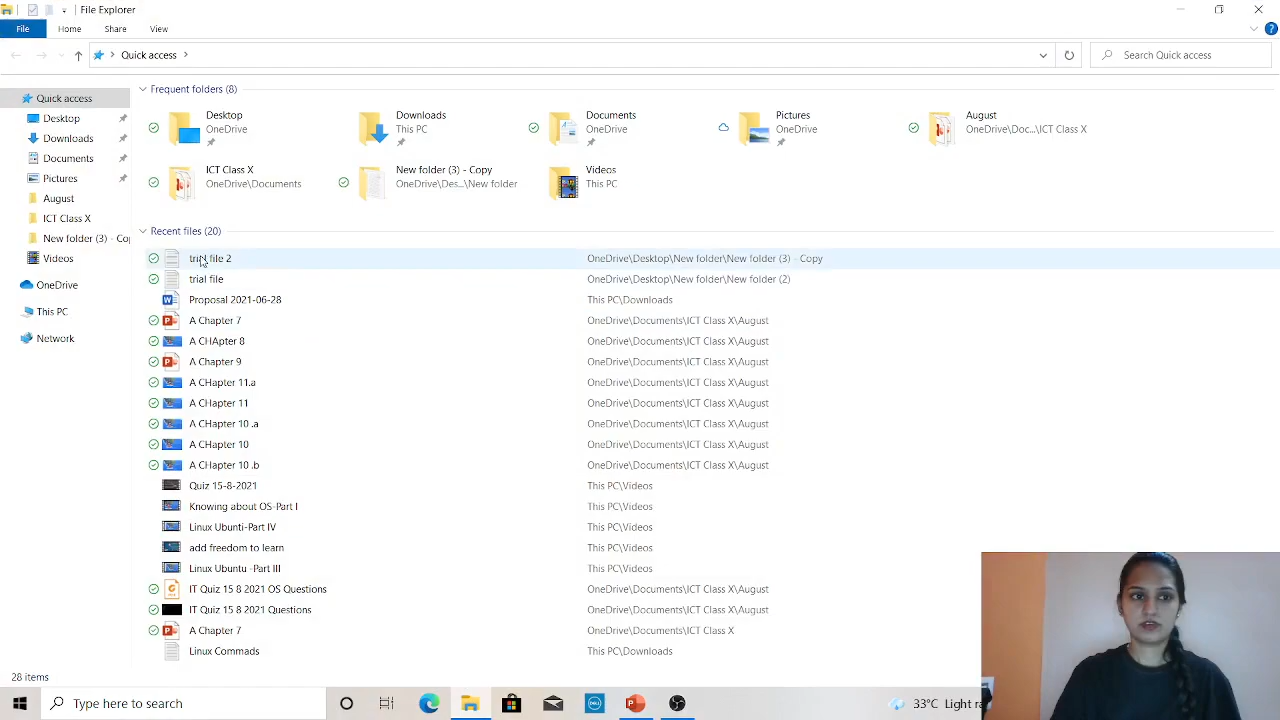 File Explorer
File Home Share View
Quick access
Search Quick access
Quick access
Desktop
Downloads
Documents
Pictures
August
ICT Class X
New folder (3) - Cop
Videos
OneDrive
This PC
Network
Frequent folders (8)
Desktop
OneDrive
Downloads
This PC
Documents
OneDrive
Pictures
OneDrive
August
OneDrive\Doc...\ICT Class X
ICT Class X
OneDrive\Documents
New folder (3) - Copy
OneDrive\Des...\New folder
Videos
This PC
Recent files (20)
trial file 2 OneDrive\Desktop\New folder\New folder (3) - Copy
trial file OneDrive\Desktop\New folder\New folder (2)
Proposal 2021-06-28 This PC\Downloads
A Chapter 7 OneDrive\Documents\ICT Class X\August
A CHApter 8 OneDrive\Documents\ICT Class X\August
A Chapter 9 OneDrive\Documents\ICT Class X\August
A CHapter 11.a OneDrive\Documents\ICT Class X\August
A CHapter 11 OneDrive\Documents\ICT Class X\August
A CHapter 10 .a OneDrive\Documents\ICT Class X\August
A CHapter 10 OneDrive\Documents\ICT Class X\August
A CHapter 10 .b OneDrive\Documents\ICT Class X\August
Quiz 15-8-2021 This PC\Videos
Knowing about OS-Part I This PC\Videos
Linux Ubunti-Part IV This PC\Videos
add freedom to learn This PC\Videos
Linux Ubuntu -Part III This PC\Videos
IT Quiz 15 8 2021 OS Questions OneDrive\Documents\ICT Class X\August
IT Quiz 15 8 2021 Questions OneDrive\Documents\ICT Class X\August
A Chapter 7 OneDrive\Documents\ICT Class X
Linux Commads This PC\Downloads
28 items
Type here to search
DELL
33°C Light ra